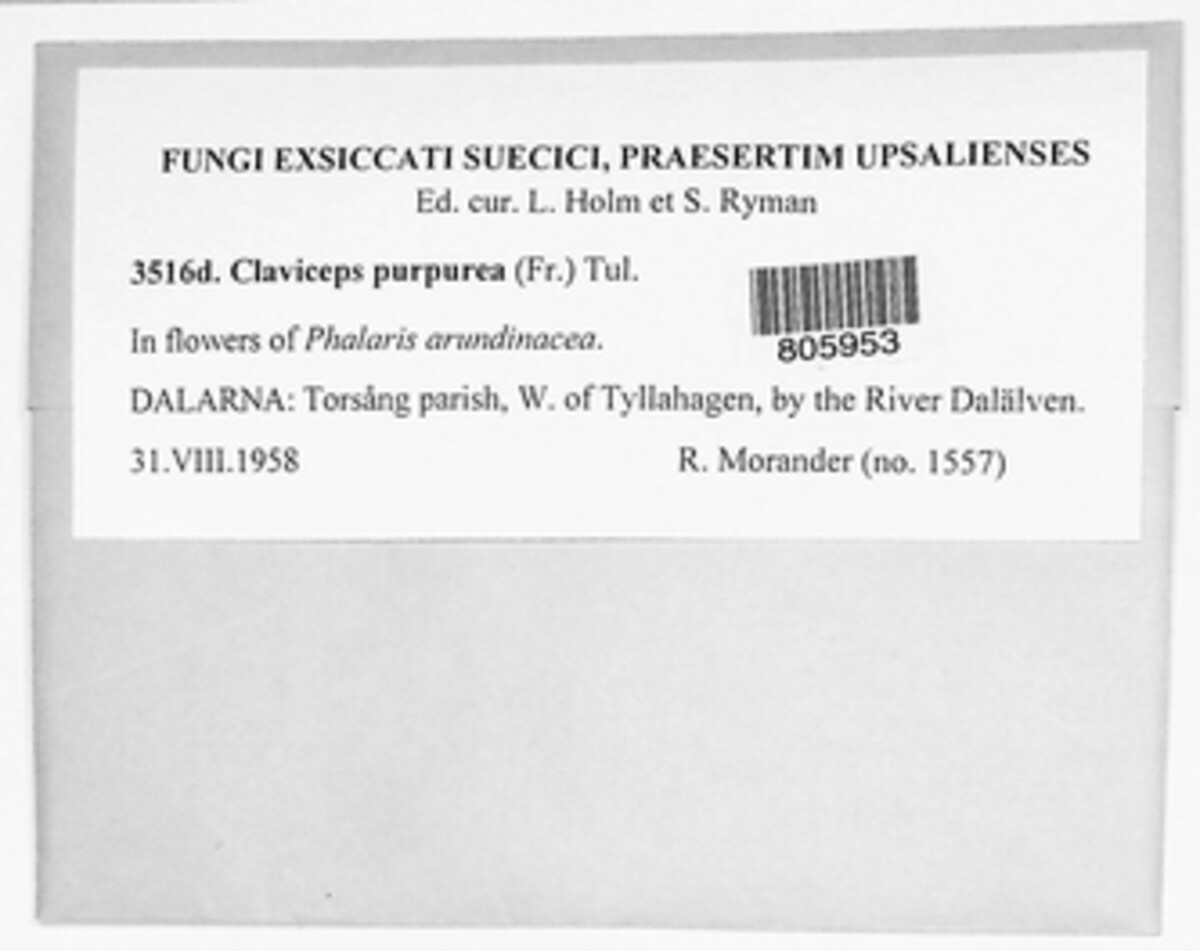 FUNGI EXSICCATI SUECICI, PRAESERTIM UPSALIENSES
Ed. cur. L. Holm et S. Ryman
3516d. Claviceps purpurea (Fr.) Tul.
805953
In flowers of Phalaris arundinacea.
DALARNA: Torsång parish, W. of Tyllahagen, by the River Dalälven.
31.VIII.1958 R. Morander (no. 1557)